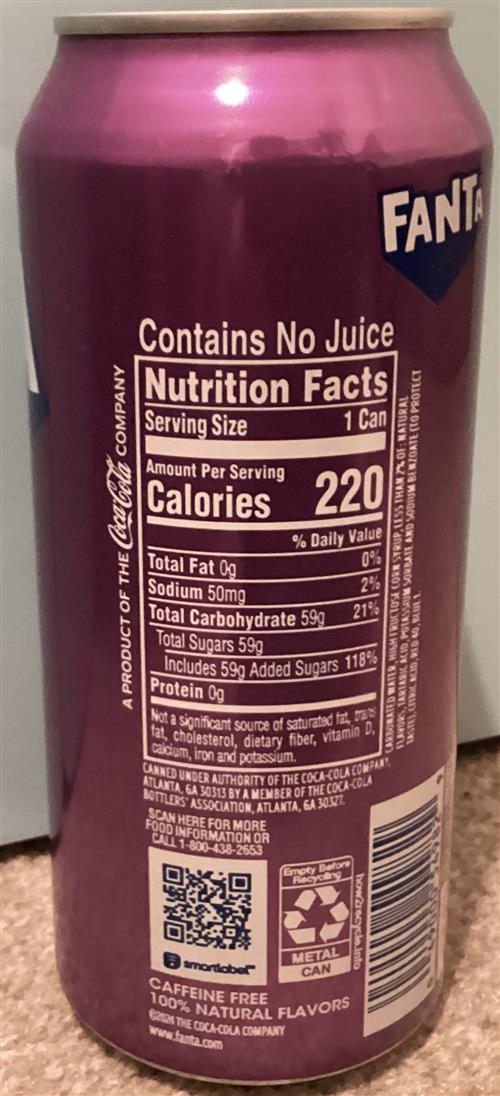 FANTA
Contains No Juice
Nutrition Facts
Serving Size 1 Can
Amount Per Serving
Calories 220
% Daily Value
Total Fat 0g 0%
Sodium 50mg 2%
Total Carbohydrate 59g 21%
Total Sugars 59g
Includes 59g Added Sugars 118%
Protein 0g
Not a significant source of saturated fat, trans
fat, cholesterol, dietary fiber, vitamin D,
calcium, iron and potassium.
A PRODUCT OF THE Coca-Cola COMPANY
CARBONATED WATER, HIGH FRUCTOSE CORN SYRUP, LESS THAN 2% OF: NATURAL
FLAVORS, TARTARIC ACID, POTASSIUM SORBATE AND SODIUM BENZOATE (TO PROTECT
TASTE), CITRIC ACID, RED 40, BLUE 1.
CANNED UNDER AUTHORITY OF THE COCA-COLA COMPANY,
ATLANTA, GA 30313 BY A MEMBER OF THE COCA-COLA
BOTTLERS' ASSOCIATION, ATLANTA, GA 30327.
SCAN HERE FOR MORE
FOOD INFORMATION OR
CALL 1-800-438-2653
smartlabel™
Empty Before
Recycling
METAL
CAN
how2recycle.info
CAFFEINE FREE
100% NATURAL FLAVORS
©2024 THE COCA-COLA COMPANY
www.fanta.com